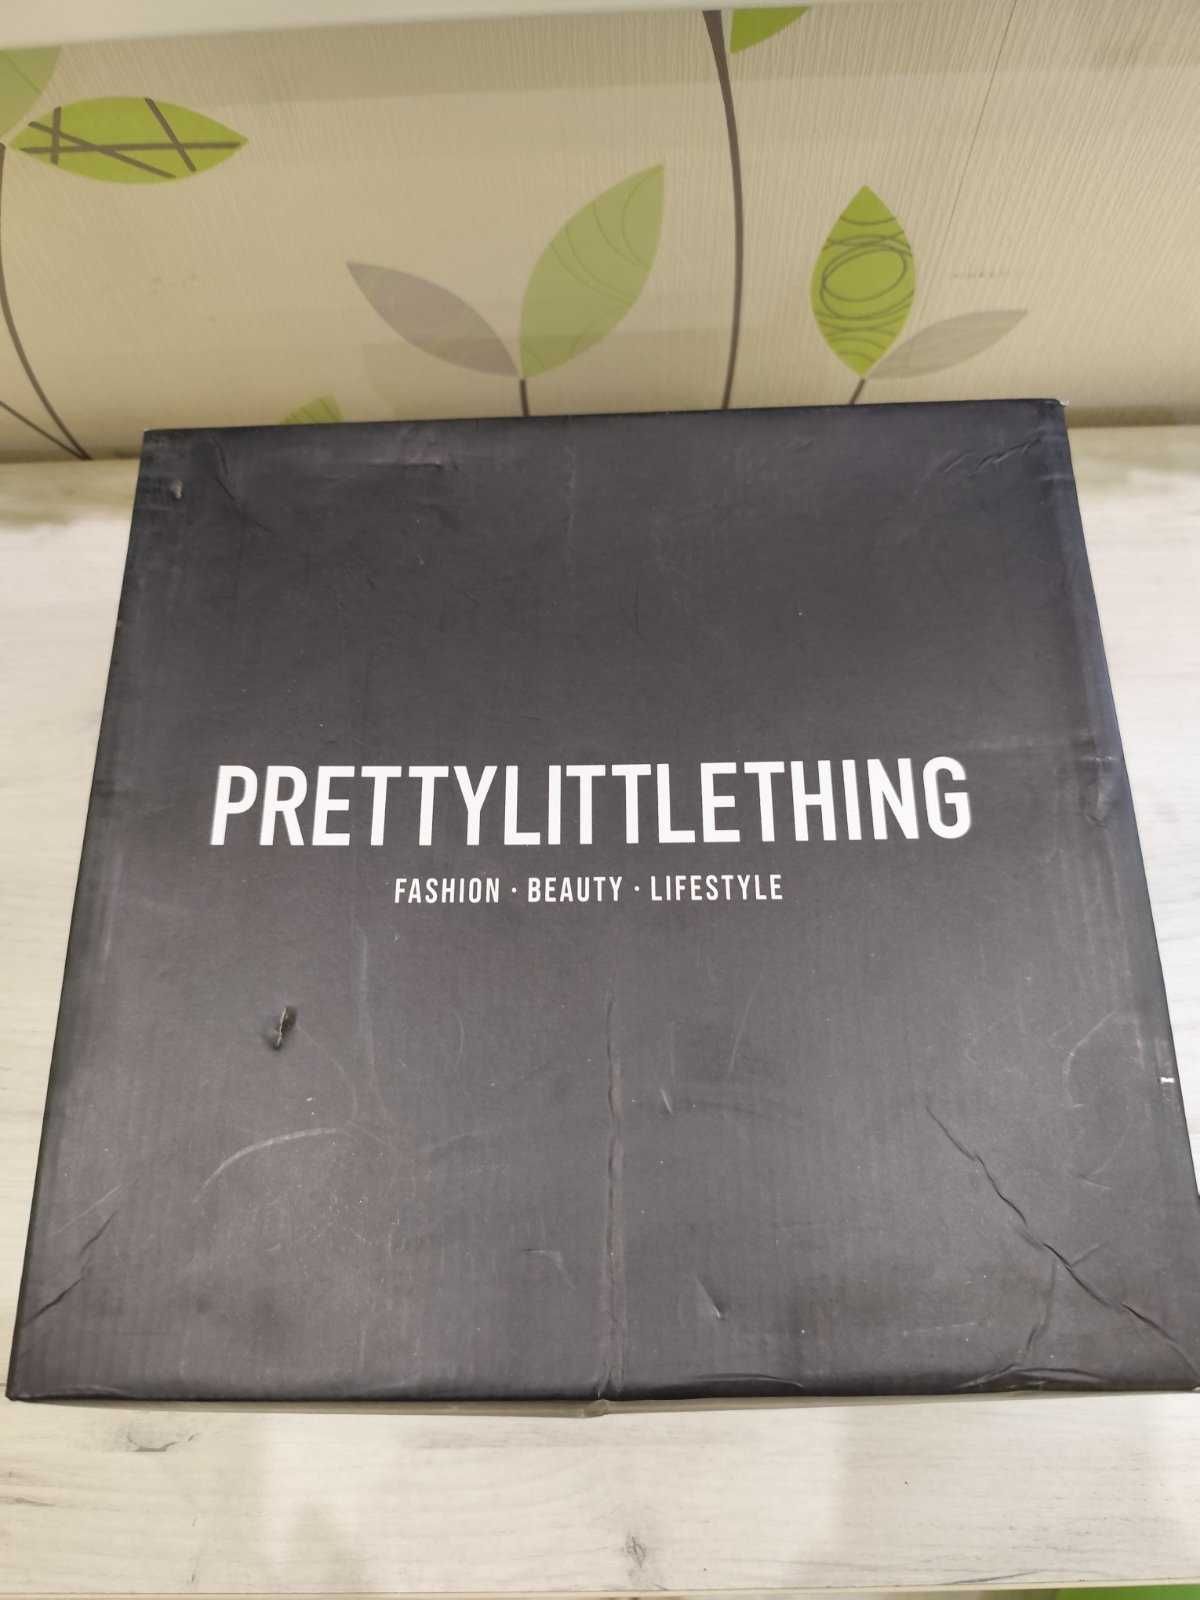 PRETTYLITTLETHING
FASHION · BEAUTY · LIFESTYLE